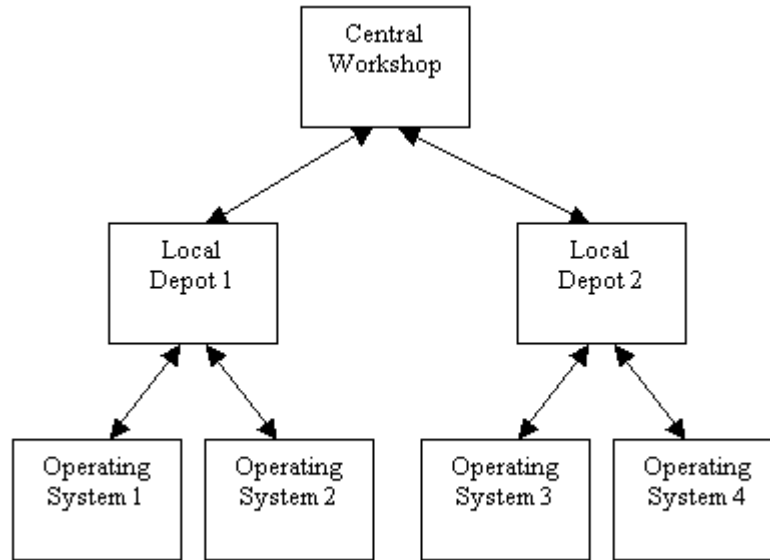 Central
Workshop
Local
Depot 1
Local
Depot 2
Operating
System 1
Operating
System 2
Operating
System 3
Operating
System 4